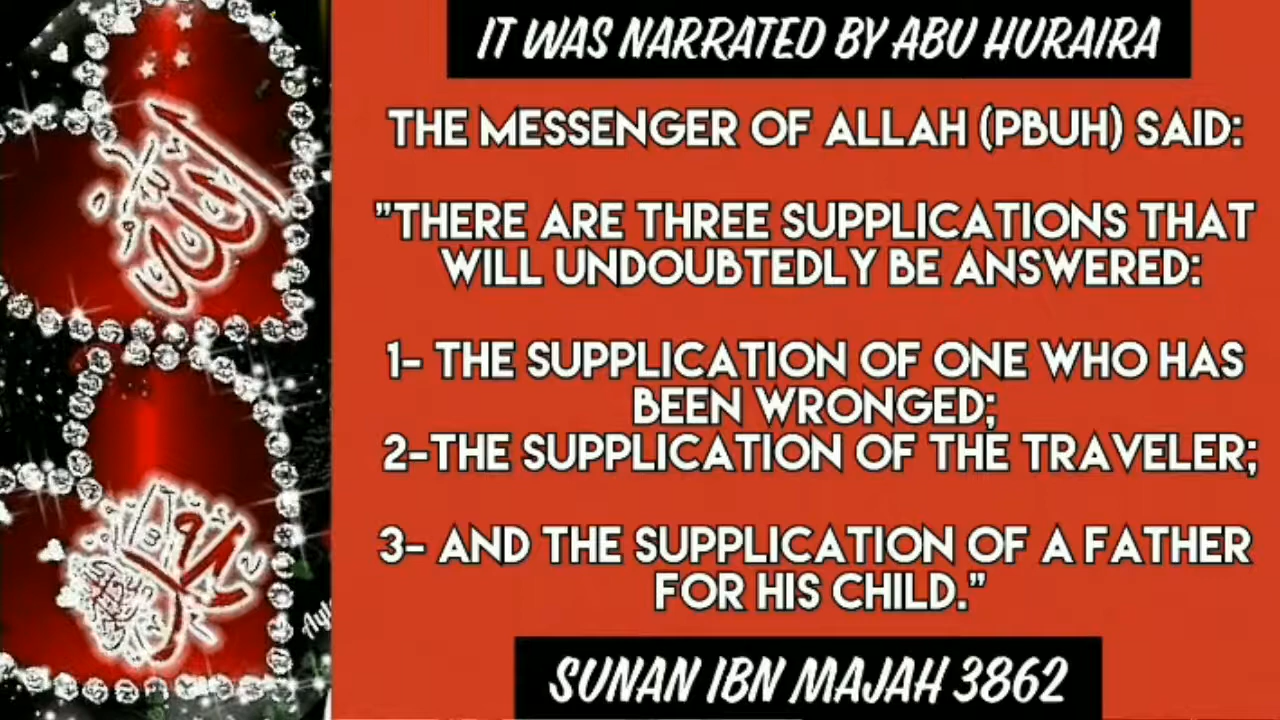 IT WAS NARRATED BY ABU HURAIRA
THE MESSENGER OF ALLAH (PBUH) SAID:
"THERE ARE THREE SUPPLICATIONS THAT
WILL UNDOUBTEDLY BE ANSWERED:
1- THE SUPPLICATION OF ONE WHO HAS
BEEN WRONGED;
2-THE SUPPLICATION OF THE TRAVELER;
3- AND THE SUPPLICATION OF A FATHER
FOR HIS CHILD."
SUNAN IBN MAJAH 3862
الله
محمد